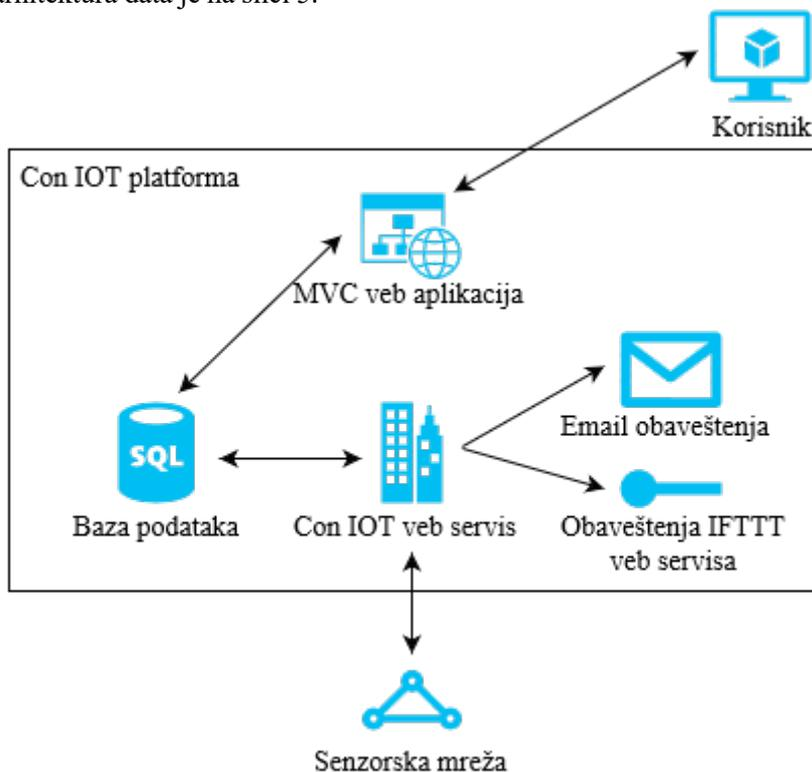 arhitektura data je na slici 3.
Korisnik
Con IOT platforma
MVC veb aplikacija
SQL
Email obaveštenja
Baza podataka
Con IOT veb servis
Obaveštenja IFTTT
veb servisa
Senzorska mreža